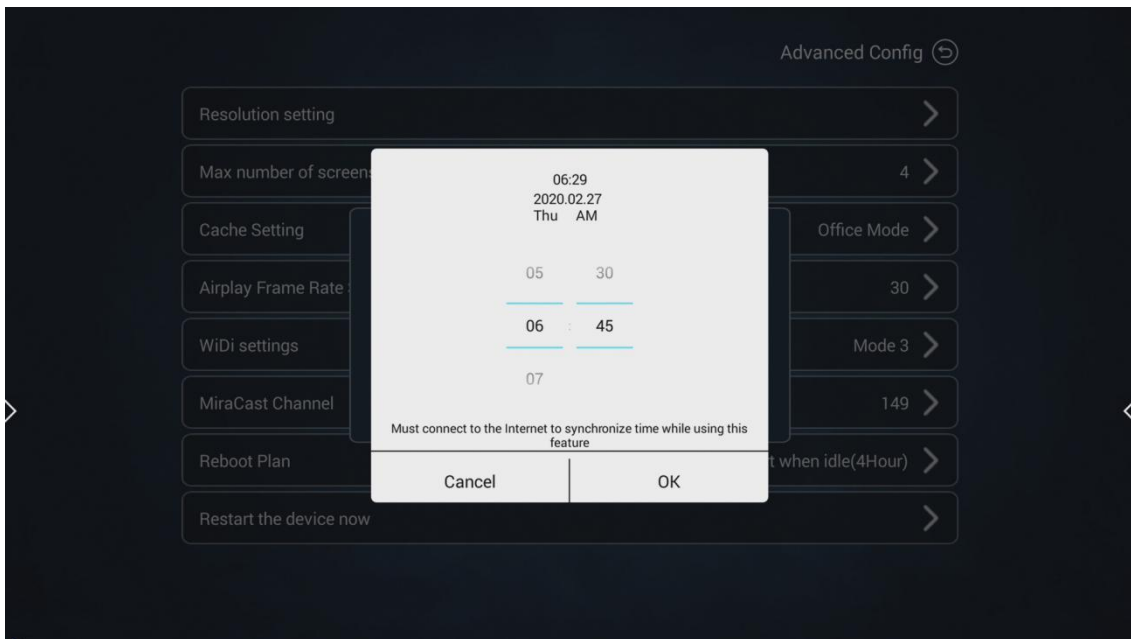 Advanced Config
Resolution setting
Max number of screen
4
Cache Setting
Office Mode
Airplay Frame Rate
30
WiDi settings
Mode 3
MiraCast Channel
149
Reboot Plan
t when idle(4Hour)
Restart the device now
06:29
2020.02.27
Thu AM
05 30
06 : 45
07
Must connect to the Internet to synchronize time while using this
feature
Cancel OK